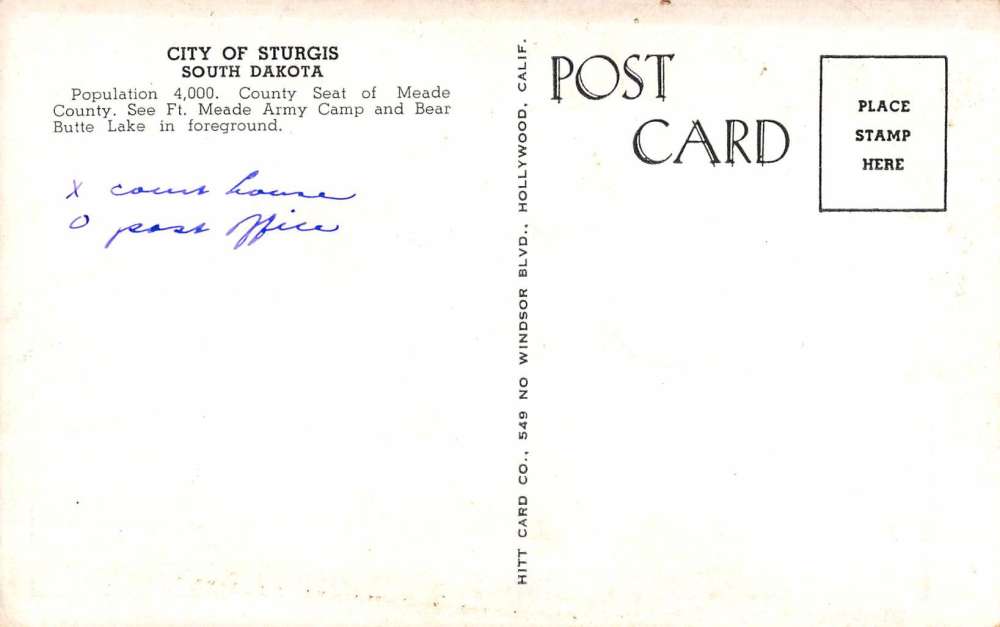 CITY OF STURGIS
SOUTH DAKOTA
Population 4,000. County Seat of Meade
County. See Ft. Meade Army Camp and Bear
Butte Lake in foreground.
X court house
O post office
HITT CARD CO., 549 NO WINDSOR BLVD., HOLLYWOOD, CALIF.
POST
CARD
PLACE
STAMP
HERE